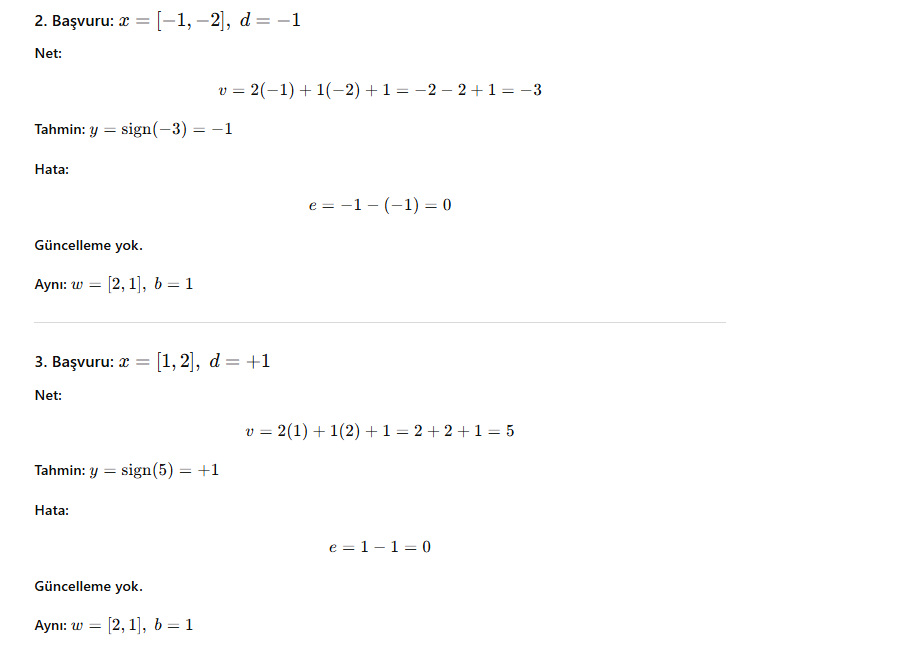 2. Başvuru: x = [−1, −2], d = −1
Net:
v = 2(−1) + 1(−2) + 1 = −2 − 2 + 1 = −3
Tahmin: y = sign(−3) = −1
Hata:
e = −1 − (−1) = 0
Güncelleme yok.
Aynı: w = [2, 1], b = 1
3. Başvuru: x = [1, 2], d = +1
Net:
v = 2(1) + 1(2) + 1 = 2 + 2 + 1 = 5
Tahmin: y = sign(5) = +1
Hata:
e = 1 − 1 = 0
Güncelleme yok.
Aynı: w = [2, 1], b = 1